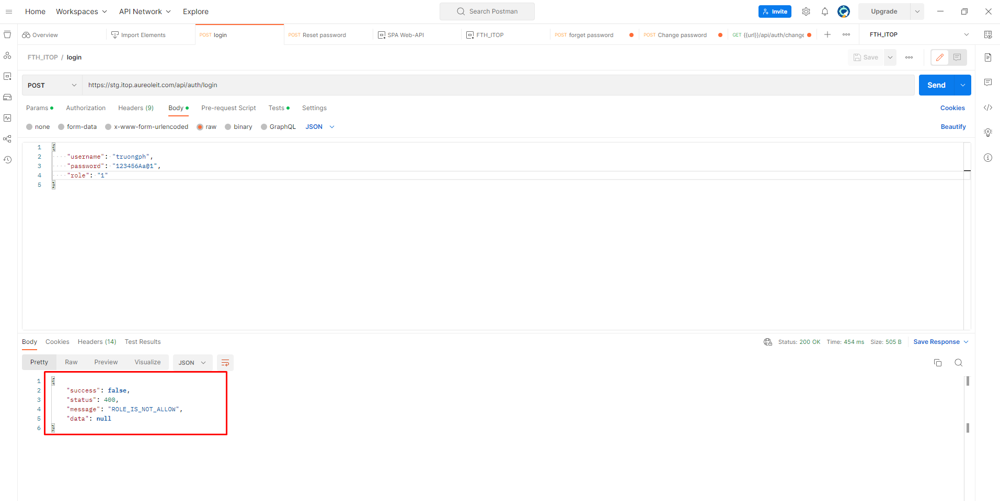 Home Workspaces API Network Explore Search Postman Invite Upgrade
Overview Import Elements POST login POST Reset password SPA Web-API FTH_ITOP POST forget password POST Change password GET {{url}}/api/auth/change FTH_ITOP
FTH_ITOP / login Save
POST https://stg.itop.aureoleit.com/api/auth/login Send
Params Authorization Headers (9) Body Pre-request Script Tests Settings Cookies
none form-data x-www-form-urlencoded raw binary GraphQL JSON Beautify
1 {
2 "username": "truongph",
3 "password": "123456Aa@1",
4 "role": "1"
5 }
Body Cookies Headers (14) Test Results Status: 200 OK Time: 454 ms Size: 505 B Save Response
Pretty Raw Preview Visualize JSON
1 {
2 "success": false,
3 "status": 400,
4 "message": "ROLE_IS_NOT_ALLOW",
5 "data": null
6 }